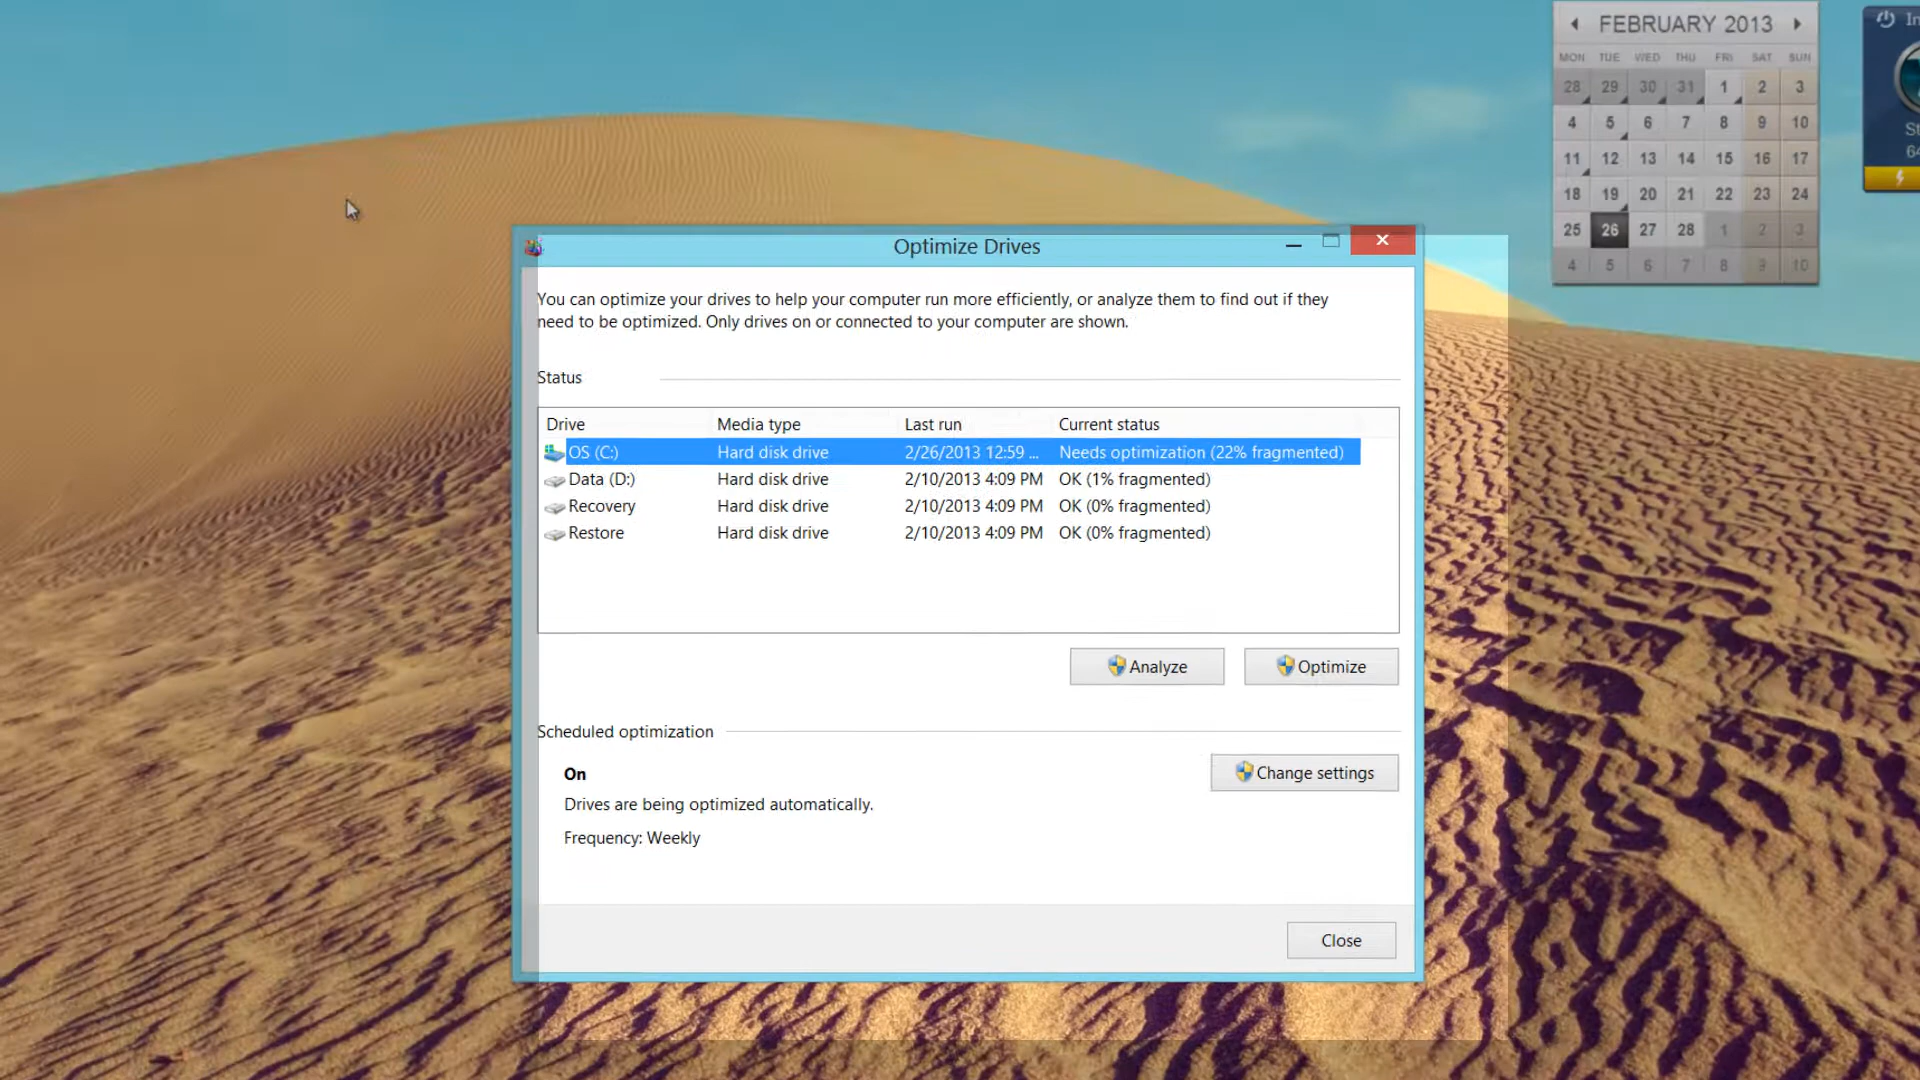 FEBRUARY 2013
MON TUE WED THU FRI SAT SUN
28 29 30 31 1 2 3
4 5 6 7 8 9 10
11 12 13 14 15 16 17
18 19 20 21 22 23 24
25 26 27 28 1 2 3
4 5 6 7 8 9 10
Optimize Drives
You can optimize your drives to help your computer run more efficiently, or analyze them to find out if they
need to be optimized. Only drives on or connected to your computer are shown.
Status
Drive Media type Last run Current status
OS (C:) Hard disk drive 2/26/2013 12:59 ... Needs optimization (22% fragmented)
Data (D:) Hard disk drive 2/10/2013 4:09 PM OK (1% fragmented)
Recovery Hard disk drive 2/10/2013 4:09 PM OK (0% fragmented)
Restore Hard disk drive 2/10/2013 4:09 PM OK (0% fragmented)
Analyze Optimize
Scheduled optimization
On
Change settings
Drives are being optimized automatically.
Frequency: Weekly
Close